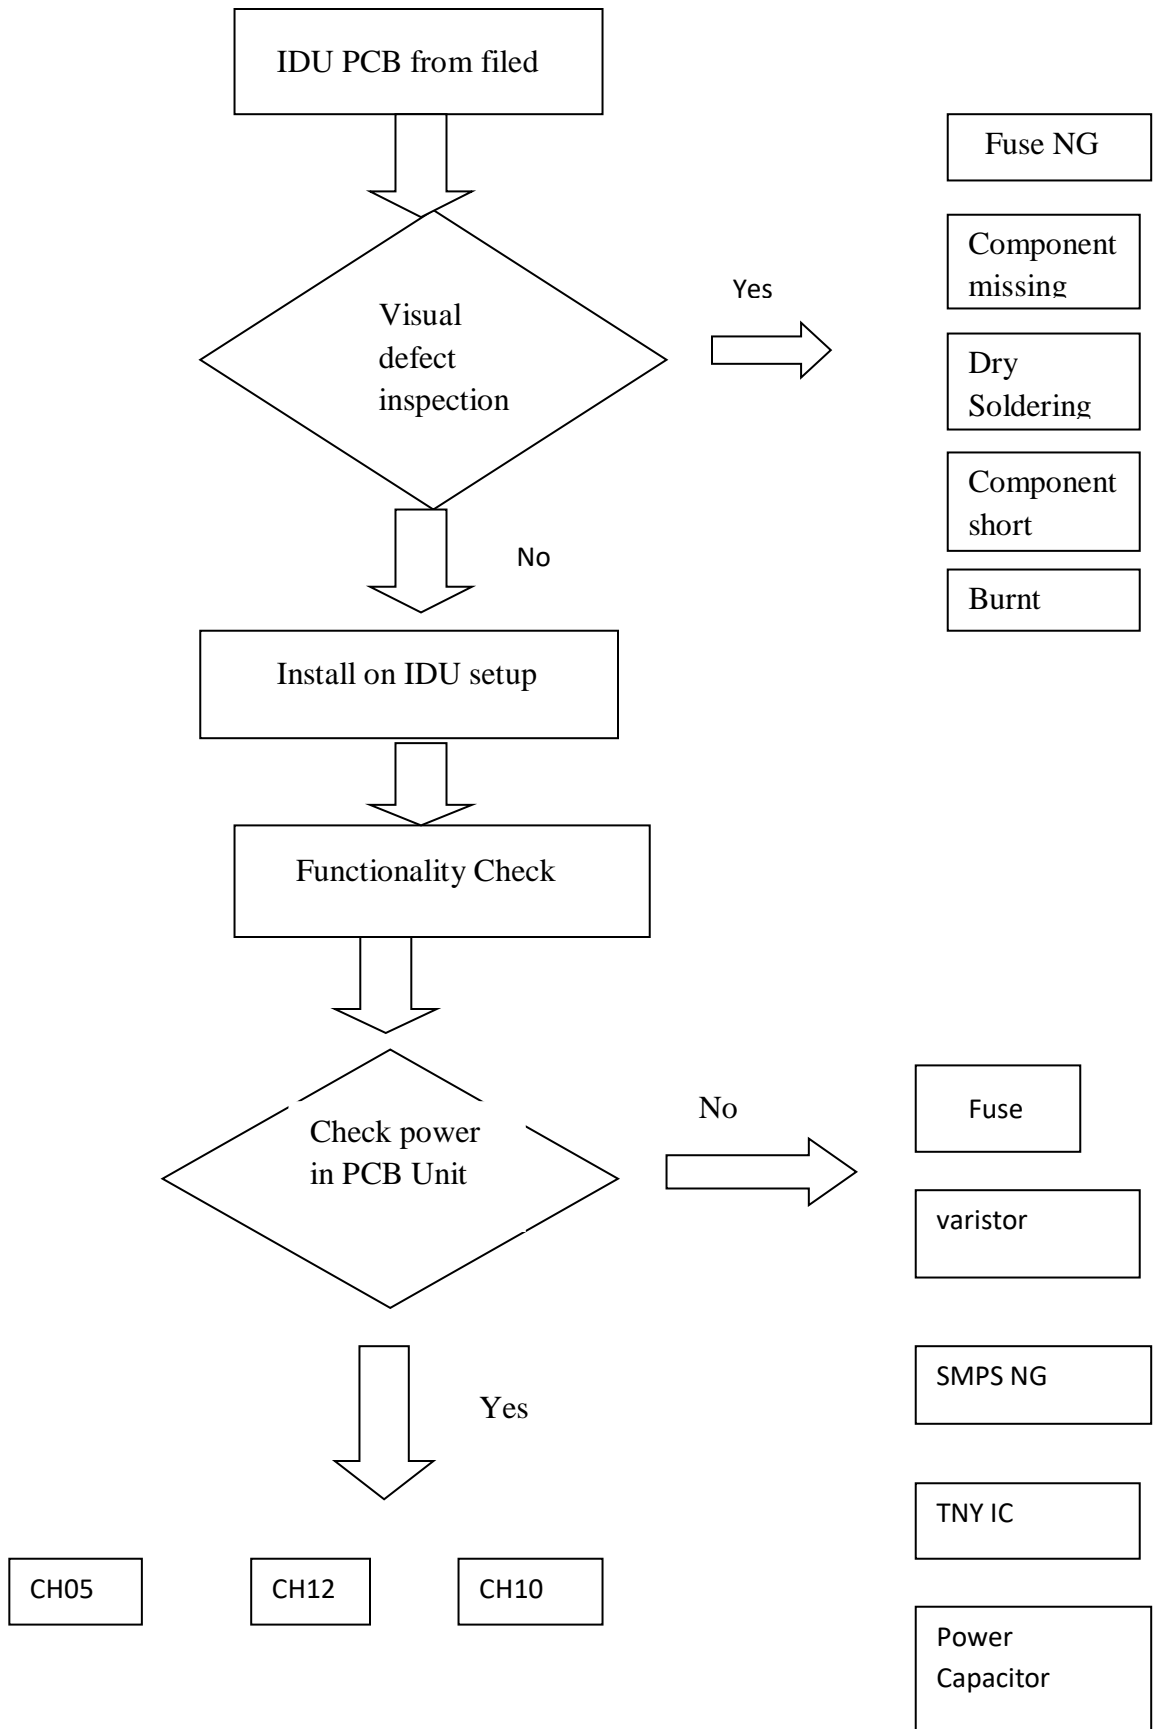 IDU PCB from filed
Fuse NG
Component
missing
Yes
Visual
defect
inspection
Dry
Soldering
Component
short
No
Burnt
Install on IDU setup
Functionality Check
No
Fuse
Check power
in PCB Unit
varistor
SMPS NG
Yes
TNY IC
CH05
CH12
CH10
Power
Capacitor